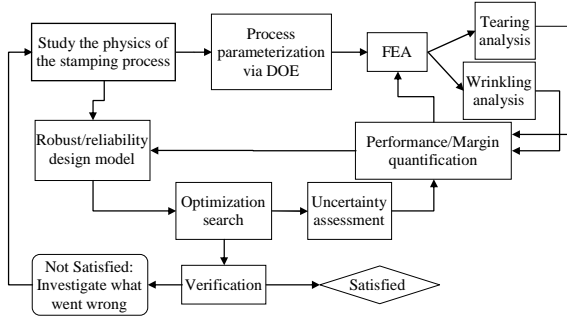 Study the physics of
the stamping process
Process
parameterization
via DOE
FEA
Tearing
analysis
Wrinkling
analysis
Robust/reliability
design model
Performance/Margin
quantification
Optimization
search
Uncertainty
assessment
Not Satisfied:
Investigate what
went wrong
Verification
Satisfied